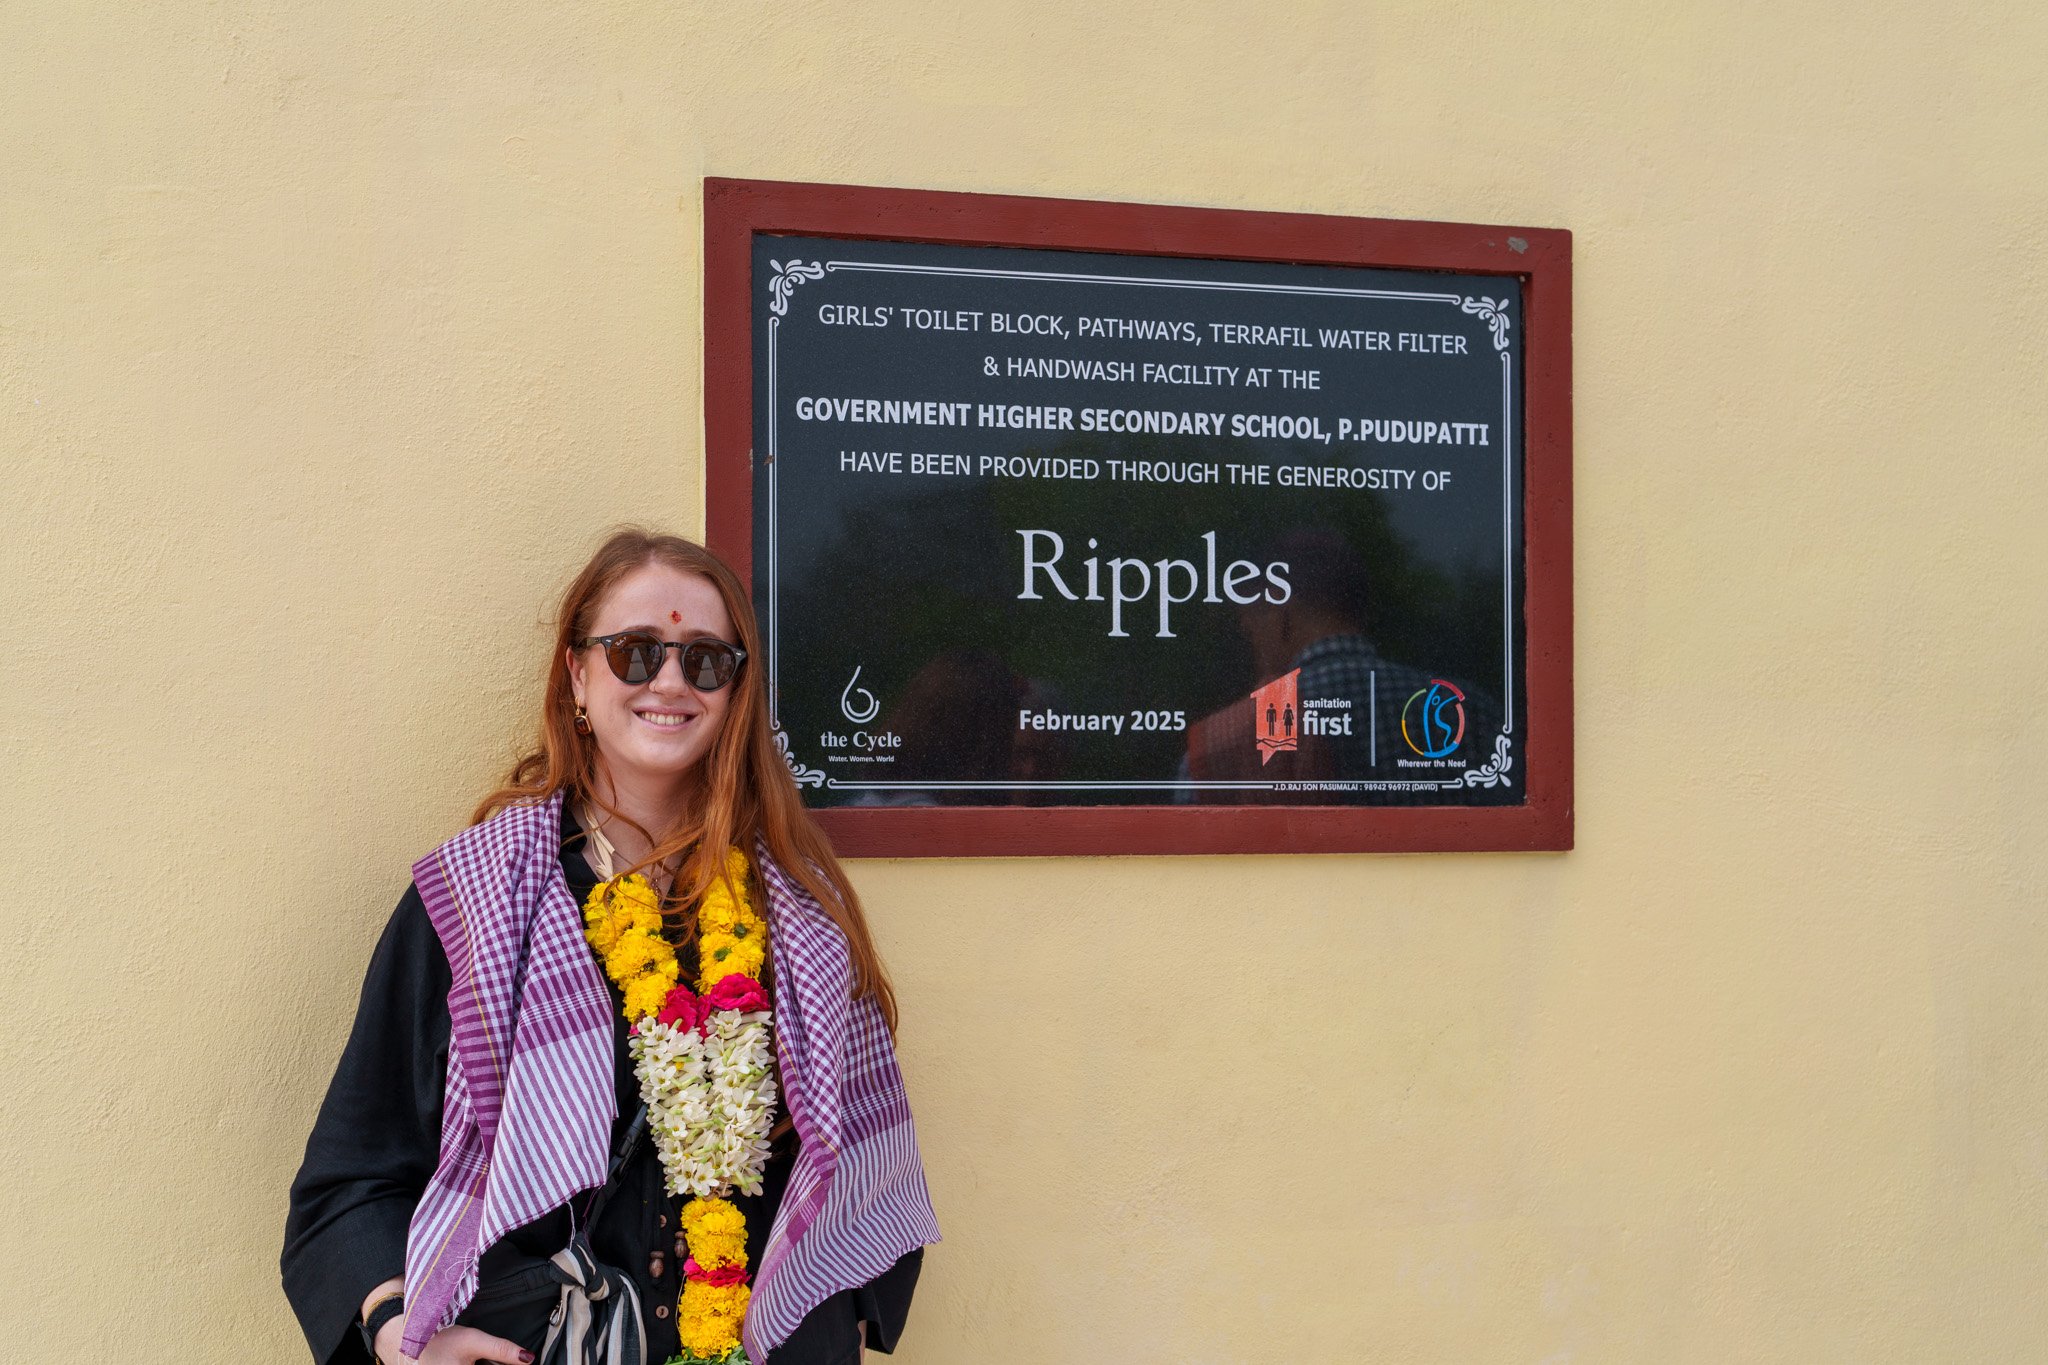 GIRLS' TOILET BLOCK, PATHWAYS, TERRAFIL WATER FILTER
& HANDWASH FACILITY AT THE
GOVERNMENT HIGHER SECONDARY SCHOOL, P.PUDUPATTI
HAVE BEEN PROVIDED THROUGH THE GENEROSITY OF
Ripples
February 2025
the Cycle
Water. Women. World
sanitation
first
Wherever the Need
J.D.RAJ SON PASUMALAI : 98942 96972 (DAVID)